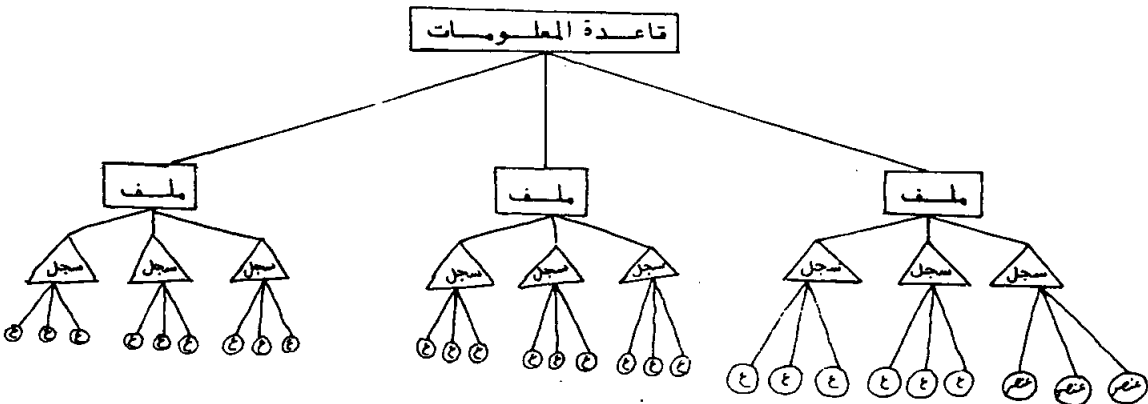 قاعدة المعلومات
ملف ملف ملف
سجل سجل سجل سجل سجل سجل سجل سجل سجل
عنصر عنصر عنصر ع ع ع ع ع ع ع ع ع ع ع ع ع ع ع ع ع ع ع ع ع ع ع ع